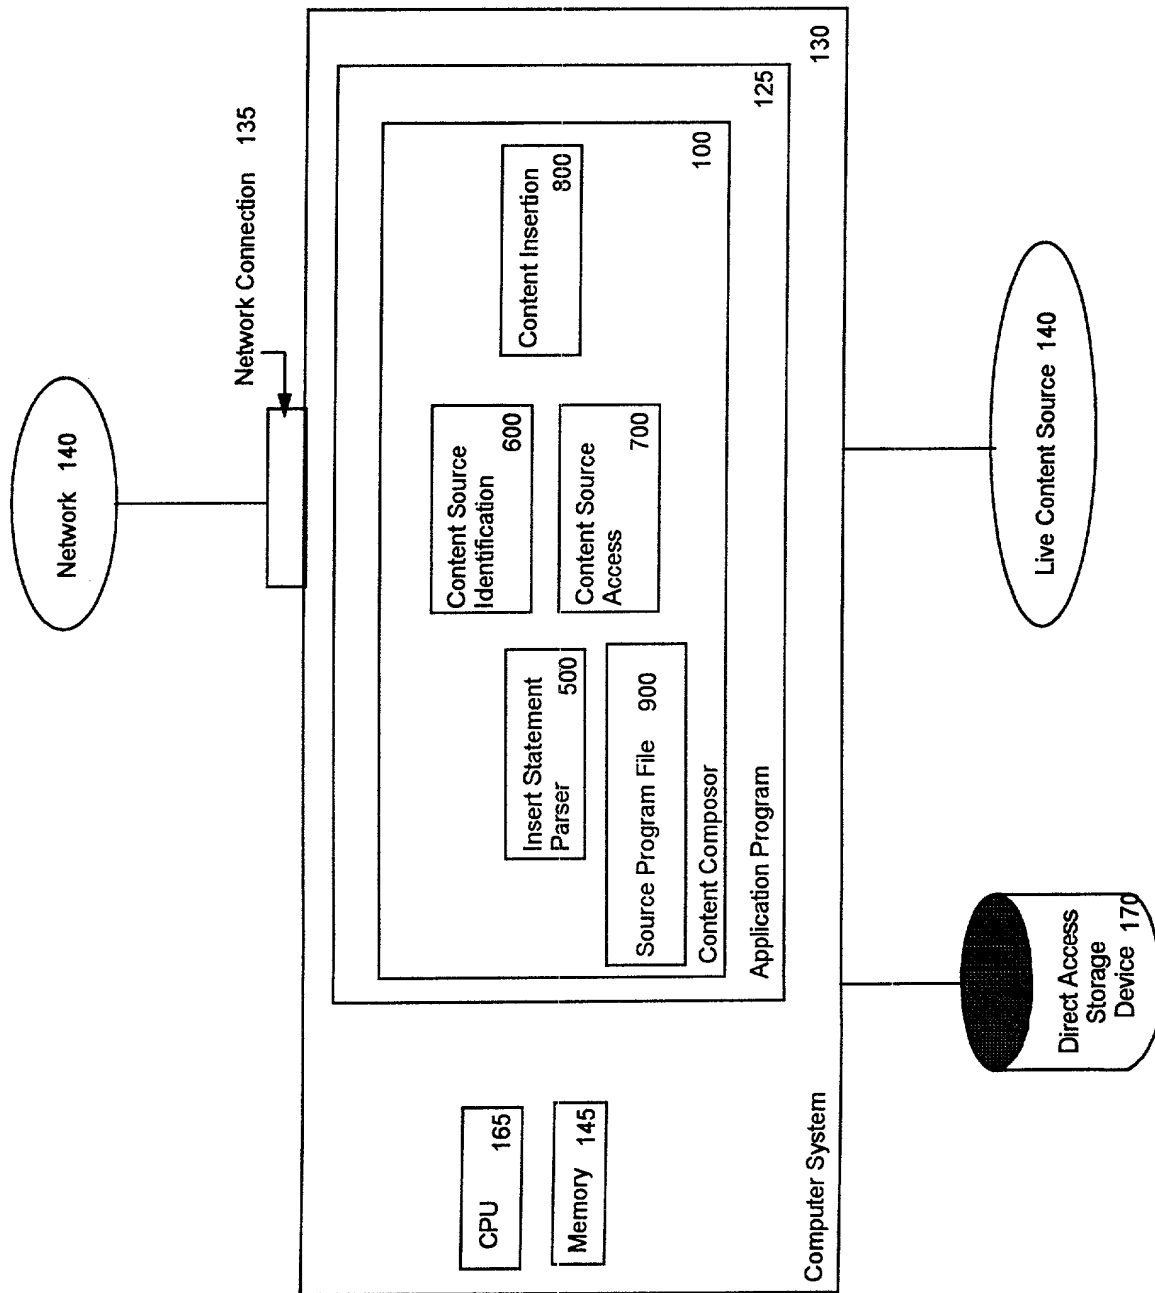 Network 140
Network Connection 135
CPU 165
Memory 145
Computer System 130
Insert Statement
Parser 500
Source Program File 900
Content Source
Identification 600
Content Source
Access 700
Content Insertion
800
Content Composor 100
Application Program 125
Direct Access
Storage
Device 170
Live Content Source 140